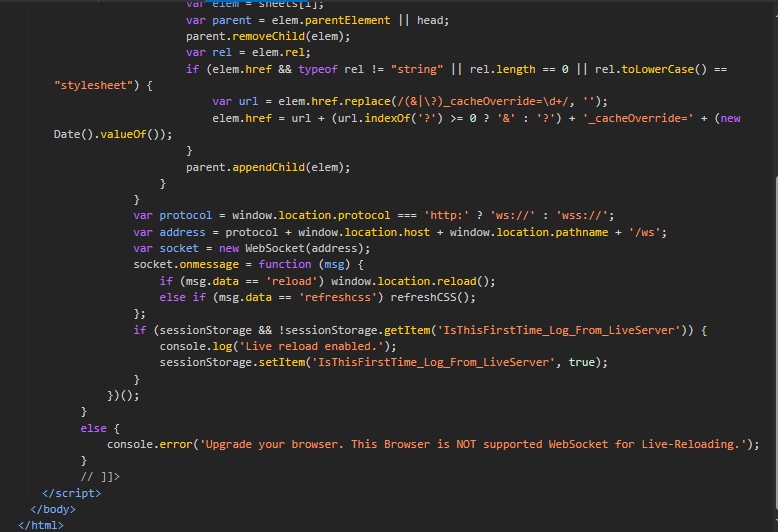 var elem = sheets[i];
var parent = elem.parentElement || head;
parent.removeChild(elem);
var rel = elem.rel;
if (elem.href && typeof rel != "string" || rel.length == 0 || rel.toLowerCase() ==
"stylesheet") {
var url = elem.href.replace(/(&|\?)_cacheOverride=\d+/, '');
elem.href = url + (url.indexOf('?') >= 0 ? '&' : '?') + '_cacheOverride=' + (new
Date().valueOf());
}
parent.appendChild(elem);
}
}
var protocol = window.location.protocol === 'http:' ? 'ws://' : 'wss://';
var address = protocol + window.location.host + window.location.pathname + '/ws';
var socket = new WebSocket(address);
socket.onmessage = function (msg) {
if (msg.data == 'reload') window.location.reload();
else if (msg.data == 'refreshcss') refreshCSS();
};
if (sessionStorage && !sessionStorage.getItem('IsThisFirstTime_Log_From_LiveServer')) {
console.log('Live reload enabled.');
sessionStorage.setItem('IsThisFirstTime_Log_From_LiveServer', true);
}
})();
}
else {
console.error('Upgrade your browser. This Browser is NOT supported WebSocket for Live-Reloading.');
}
// ]]>
</script>
</body>
</html>